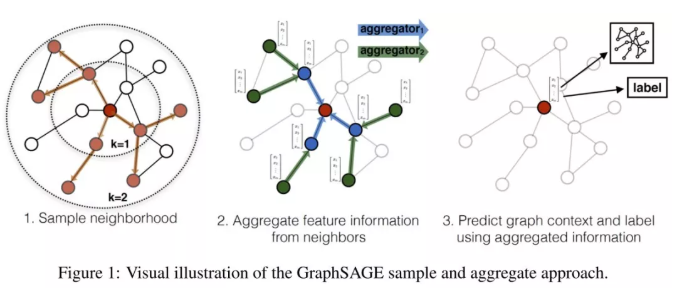 aggregator₁
aggregator₂
label
k=1
k=2
1. Sample neighborhood
2. Aggregate feature information
from neighbors
3. Predict graph context and label
using aggregated information
Figure 1: Visual illustration of the GraphSAGE sample and aggregate approach.